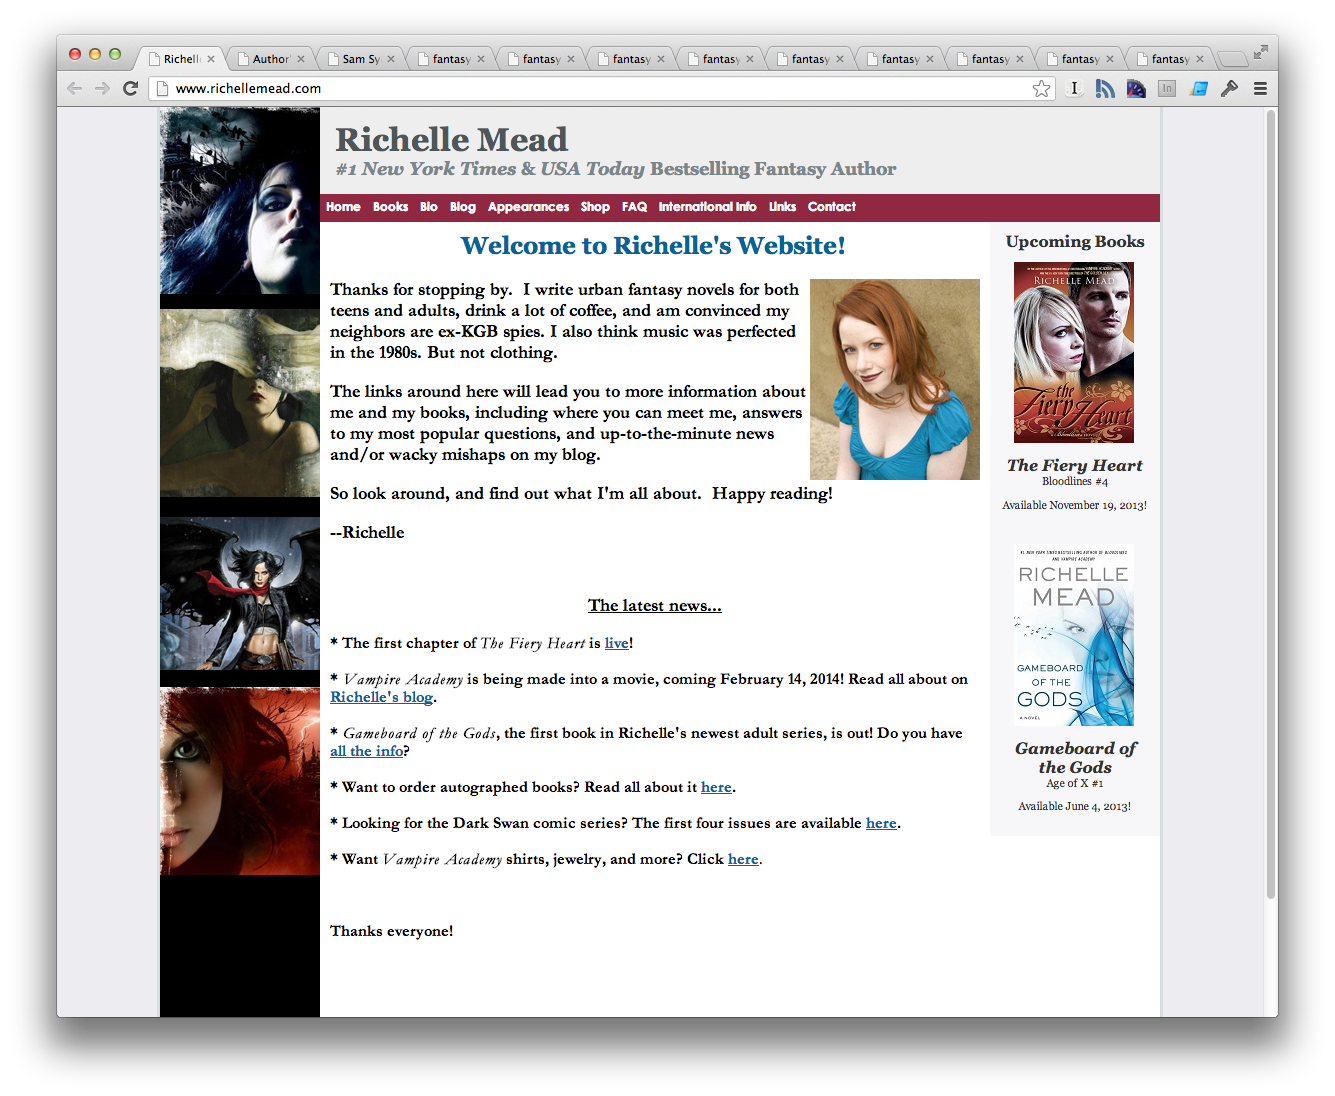 Richell
Author'
Sam Sy
fantasy
fantasy
fantasy
fantasy
fantasy
fantasy
fantasy
fantasy
fantasy
www.richellemead.com
Richelle Mead
#1 New York Times & USA Today Bestselling Fantasy Author
Home Books Bio Blog Appearances Shop FAQ International Info Links Contact
Welcome to Richelle's Website!
Thanks for stopping by. I write urban fantasy novels for both
teens and adults, drink a lot of coffee, and am convinced my
neighbors are ex-KGB spies. I also think music was perfected
in the 1980s. But not clothing.
The links around here will lead you to more information about
me and my books, including where you can meet me, answers
to my most popular questions, and up-to-the-minute news
and/or wacky mishaps on my blog.
So look around, and find out what I'm all about. Happy reading!
--Richelle
The latest news...
* The first chapter of The Fiery Heart is live!
* Vampire Academy is being made into a movie, coming February 14, 2014! Read all about on
Richelle's blog.
* Gameboard of the Gods, the first book in Richelle's newest adult series, is out! Do you have
all the info?
* Want to order autographed books? Read all about it here.
* Looking for the Dark Swan comic series? The first four issues are available here.
* Want Vampire Academy shirts, jewelry, and more? Click here.
Thanks everyone!
Upcoming Books
RICHELLE MEAD
the
Fiery Heart
A Bloodlines Novel
The Fiery Heart
Bloodlines #4
Available November 19, 2013!
#1 NEW YORK TIMES BESTSELLING AUTHOR OF BLOODLINES
AND VAMPIRE ACADEMY
RICHELLE
MEAD
GAMEBOARD
OF THE
GODS
A NOVEL
Gameboard of
the Gods
Age of X #1
Available June 4, 2013!